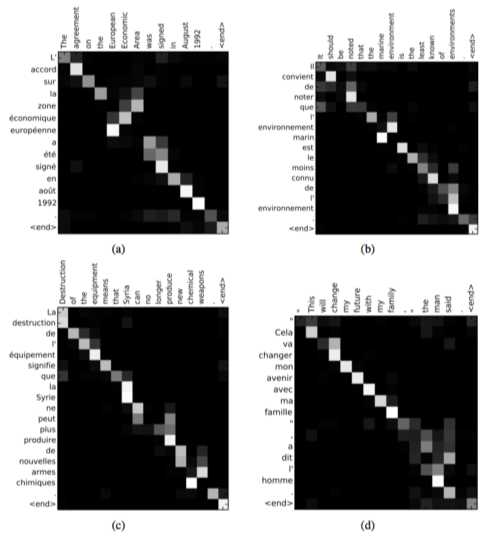 The agreement on the European Economic Area was signed in August 1992 . <end>
L'
accord
sur
la
zone
économique
européenne
a
été
signé
en
août
1992
.
<end>
(a)
It should be noted that the marine environment is the least known of environments . <end>
Il
convient
de
noter
que
l'
environnement
marin
est
le
moins
connu
de
l'
environnement
.
<end>
(b)
Destruction of the equipment means that Syria can no longer produce new chemical weapons . <end>
La
destruction
de
l'
équipement
signifie
que
la
Syrie
ne
peut
plus
produire
de
nouvelles
armes
chimiques
.
<end>
(c)
" This will change my future with my family , " the man said . <end>
"
Cela
va
changer
mon
avenir
avec
ma
famille
"
,
a
dit
l'
homme
.
<end>
(d)